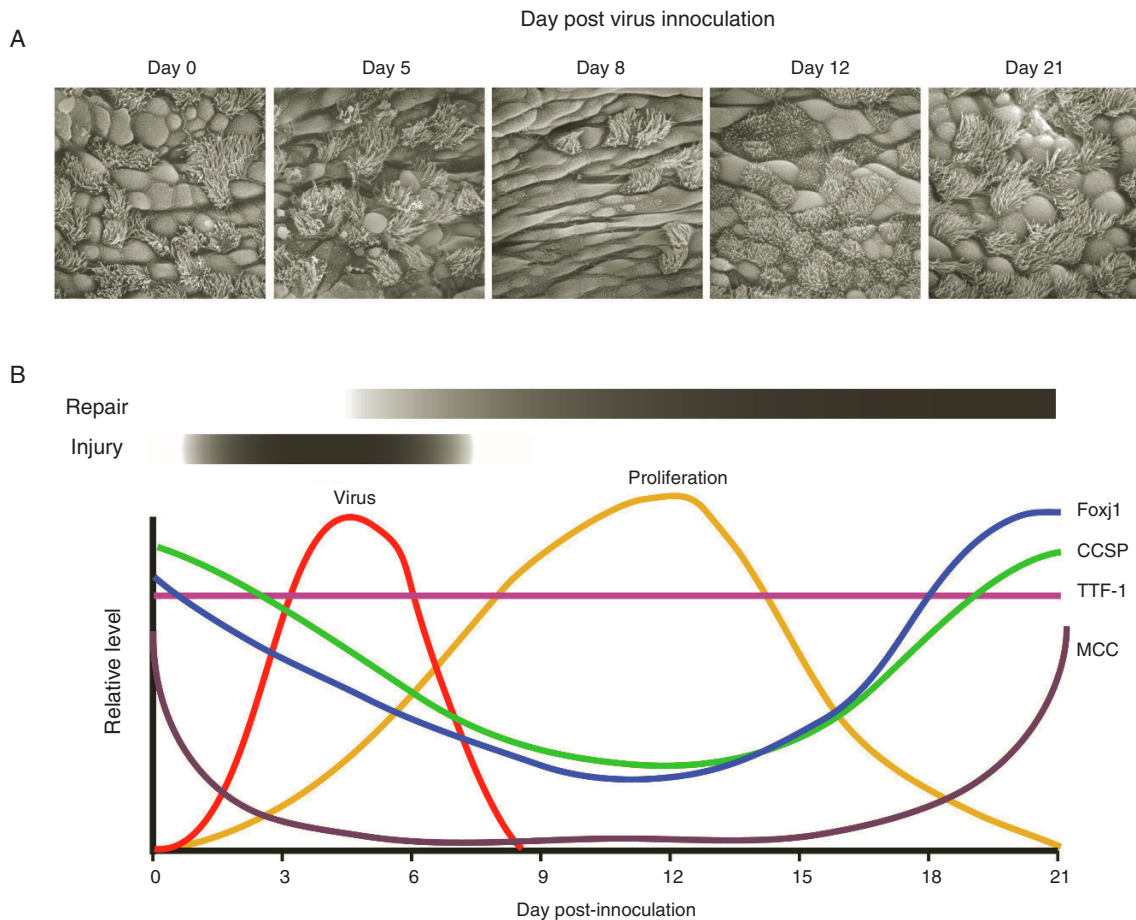 Day post virus innoculation
A
Day 0 Day 5 Day 8 Day 12 Day 21
B
Repair
Injury
Virus
Proliferation
Foxj1
CCSP
TTF-1
MCC
Relative level
0 3 6 9 12 15 18 21
Day post-innoculation